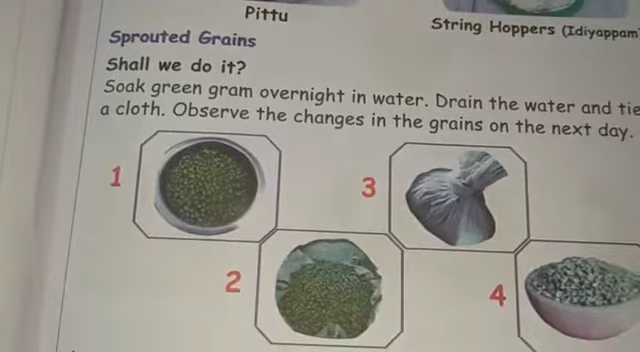 Pittu
String Hoppers (Idiyappam
Sprouted Grains
Shall we do it?
Soak green gram overnight in water. Drain the water and tie
a cloth. Observe the changes in the grains on the next day.
1
3
2
4